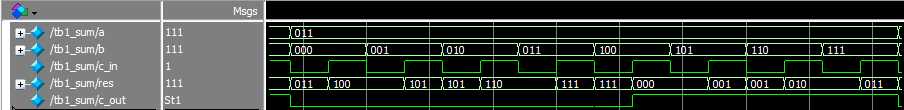 Msgs
/tb1_sum/a 111 011
/tb1_sum/b 111 000 001 010 011 100 101 110 111
/tb1_sum/c_in 1
/tb1_sum/res 111 011 100 101 101 110 111 111 000 001 001 010 011
/tb1_sum/c_out St1